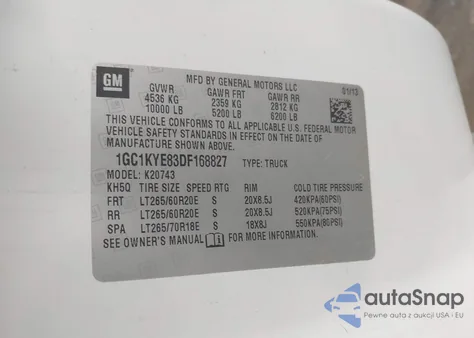 GM
MFD BY GENERAL MOTORS LLC
GVWR GAWR FRT GAWR RR 01/13
4536 KG 2359 KG 2812 KG
10000 LB 5200 LB 6200 LB
THIS VEHICLE CONFORMS TO ALL APPLICABLE U.S. FEDERAL MOTOR
VEHICLE SAFETY STANDARDS IN EFFECT ON THE DATE OF
MANUFACTURE SHOWN ABOVE.
1GC1KYE83DF168827 TYPE: TRUCK
MODEL: K20743
KH5Q TIRE SIZE SPEED RTG RIM COLD TIRE PRESSURE
FRT LT265/60R20E S 20X8.5J 420KPA(60PSI)
RR LT265/60R20E S 20X8.5J 520KPA(75PSI)
SPA LT265/70R18E S 18X8J 550KPA(80PSI)
SEE OWNER'S MANUAL FOR MORE INFORMATION.
autoSnap
Pewne auta z aukcji USA - EU